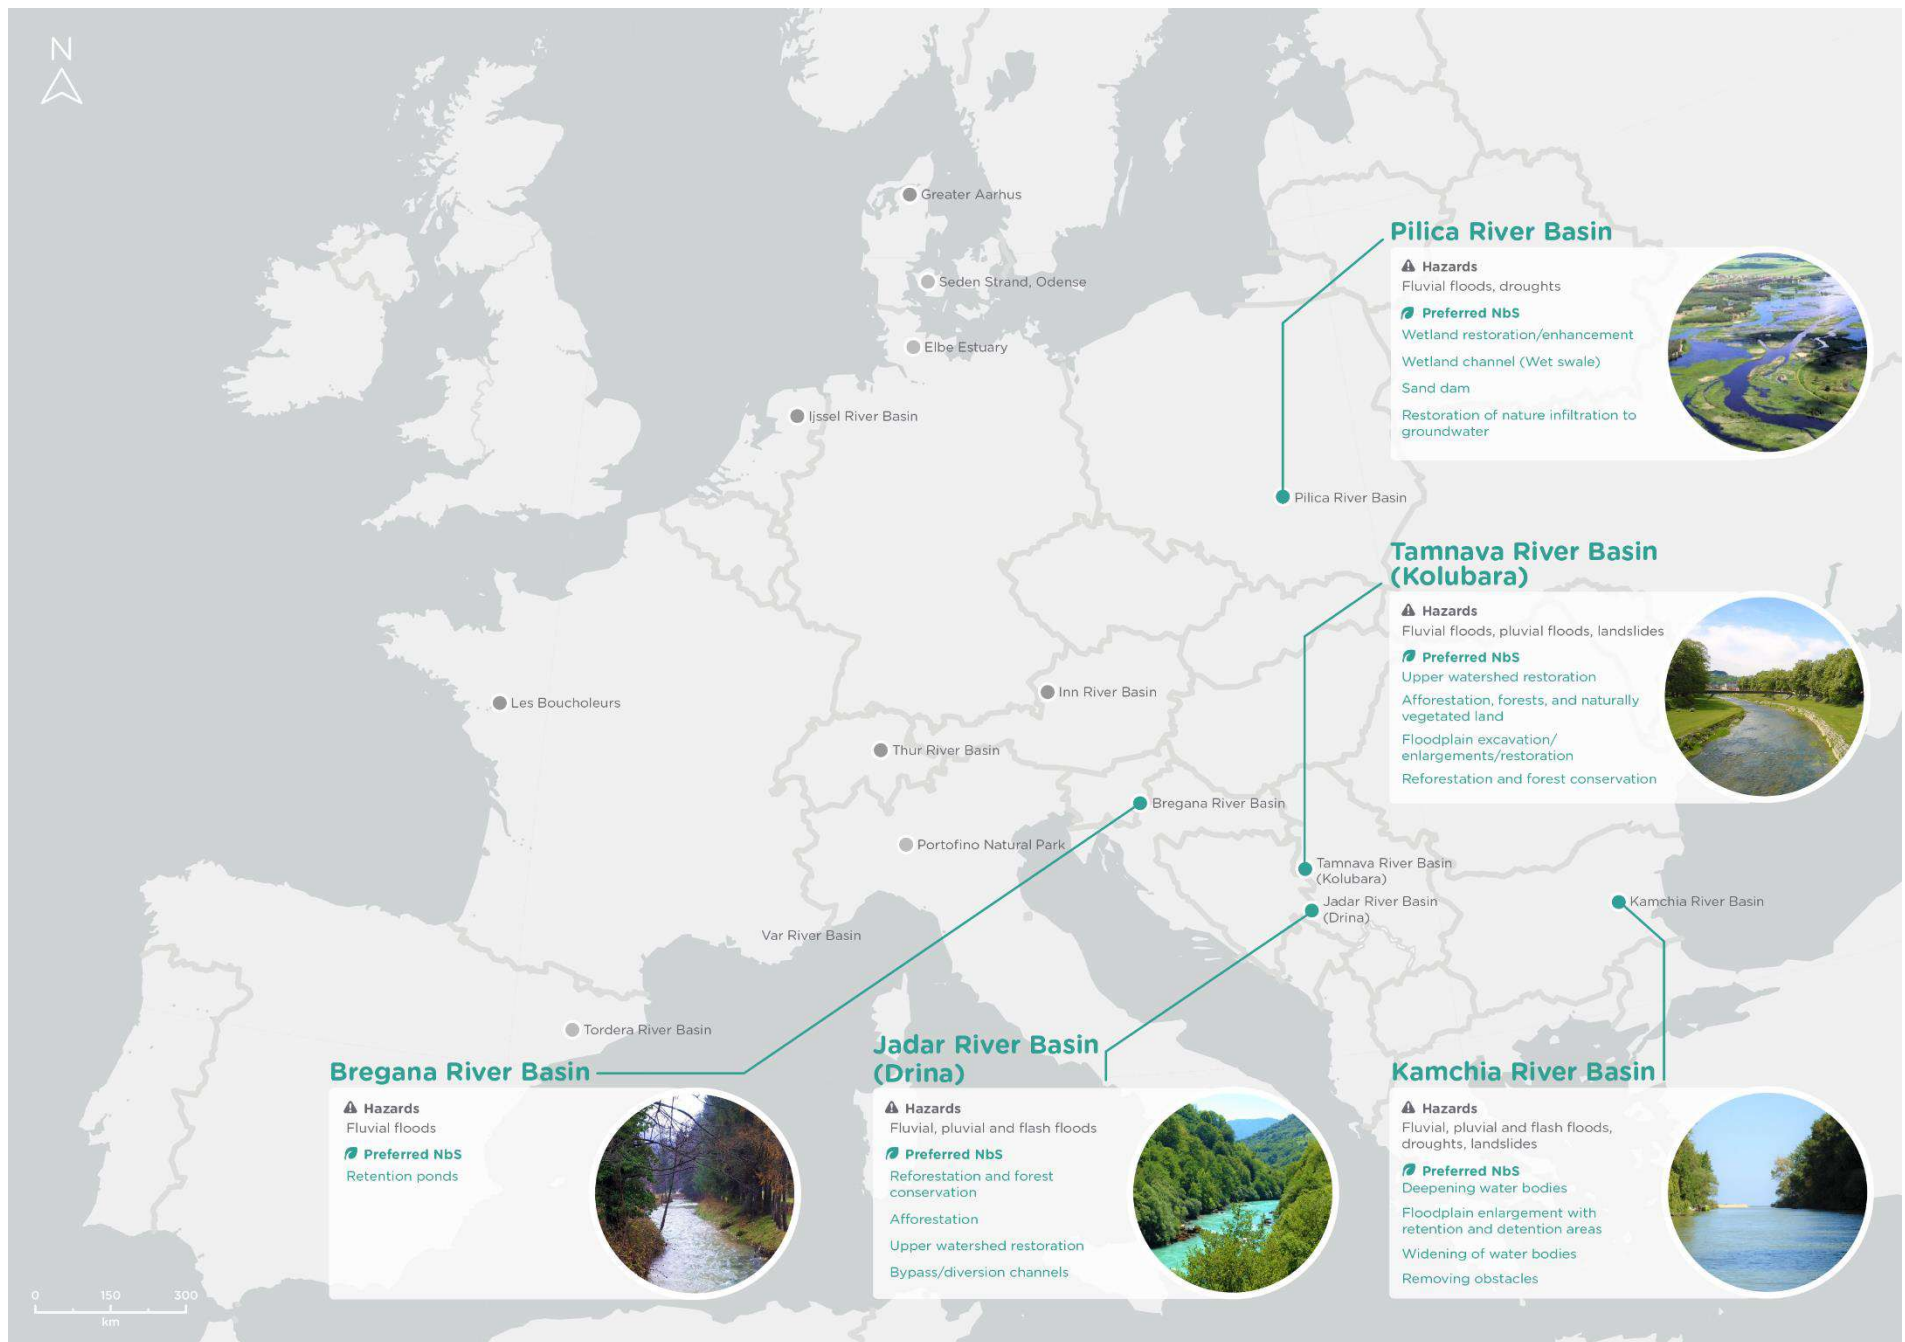 N
Greater Aarhus
Seden Strand, Odense
Elbe Estuary
Ijssel River Basin
Pilica River Basin
Hazards
Fluvial floods, droughts
Preferred NbS
Wetland restoration/enhancement
Wetland channel (Wet swale)
Sand dam
Restoration of nature infiltration to
groundwater
Pilica River Basin
Tamnava River Basin
(Kolubara)
Hazards
Fluvial floods, pluvial floods, landslides
Preferred NbS
Upper watershed restoration
Afforestation, forests, and naturally
vegetated land
Floodplain excavation/
enlargements/restoration
Reforestation and forest conservation
Inn River Basin
Les Boucholeurs
Thur River Basin
Bregana River Basin
Portofino Natural Park
Tamnava River Basin
(Kolubara)
Jadar River Basin
(Drina)
Kamchia River Basin
Var River Basin
Tordera River Basin
Bregana River Basin
Hazards
Fluvial floods
Preferred NbS
Retention ponds
Jadar River Basin
(Drina)
Hazards
Fluvial, pluvial and flash floods
Preferred NbS
Reforestation and forest
conservation
Afforestation
Upper watershed restoration
Bypass/diversion channels
Kamchia River Basin
Hazards
Fluvial, pluvial and flash floods,
droughts, landslides
Preferred NbS
Deepening water bodies
Floodplain enlargement with
retention and detention areas
Widening of water bodies
Removing obstacles
0 150 300
km